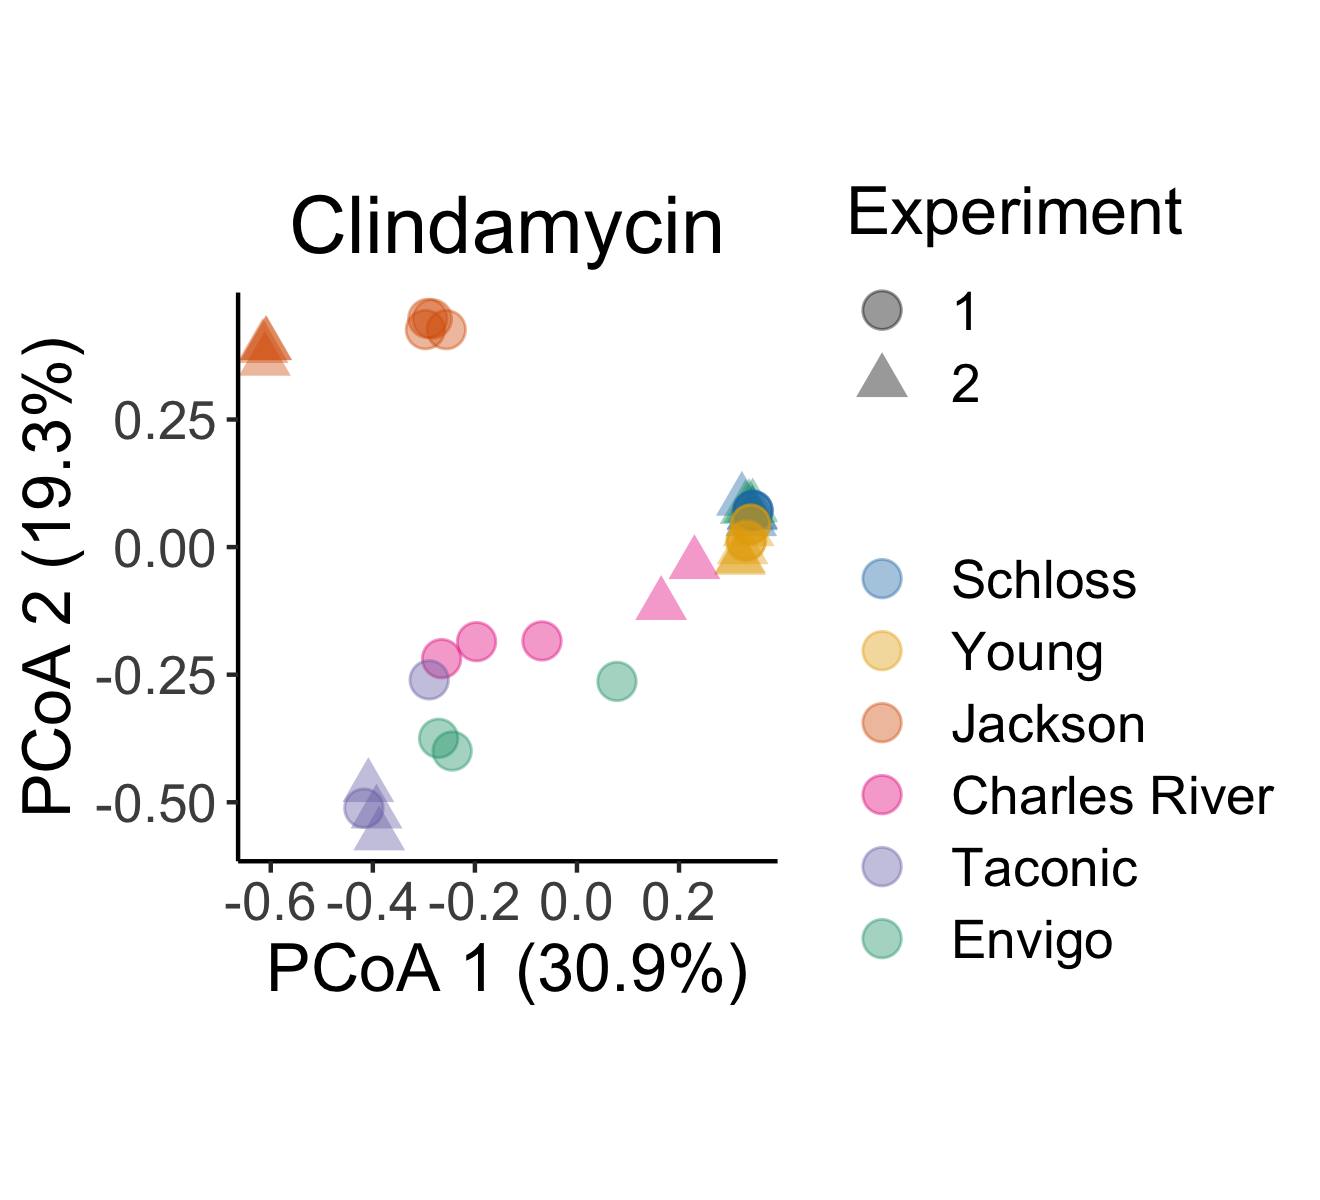 Clindamycin
PCoA 2 (19.3%)
0.25
0.00
-0.25
-0.50
-0.6 -0.4 -0.2 0.0 0.2
PCoA 1 (30.9%)
Experiment
1
2
Schloss
Young
Jackson
Charles River
Taconic
Envigo